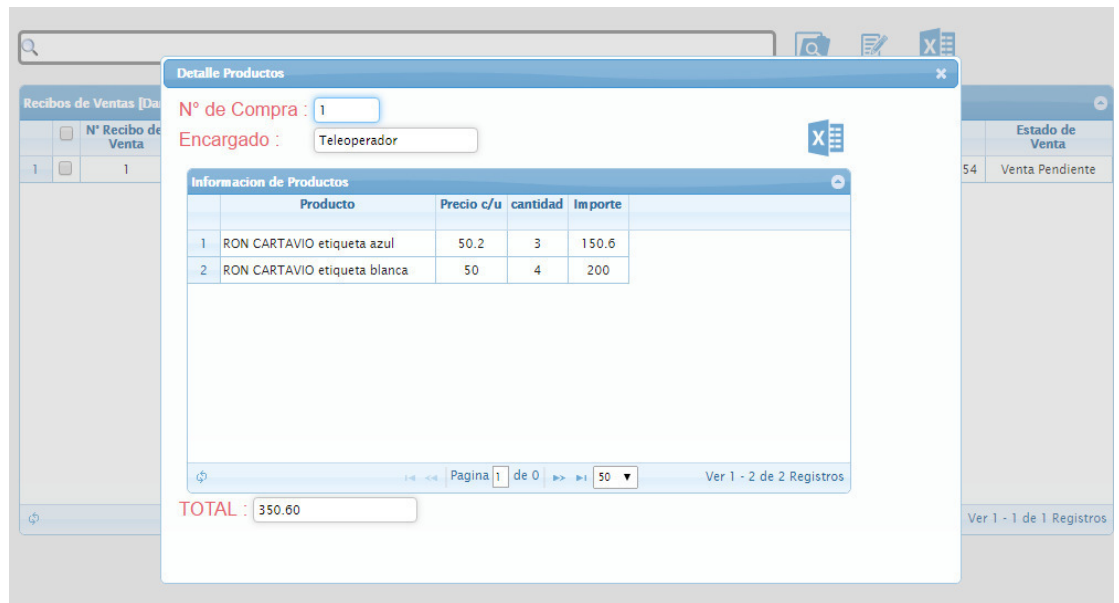 Detalle Productos
Recibos de Ventas [Da
N° de Compra : 1
Encargado : Teleoperador
N° Recibo de Venta
Estado de Venta
1 1 54 Venta Pendiente
Informacion de Productos
Producto Precio c/u cantidad Importe
1 RON CARTAVIO etiqueta azul 50.2 3 150.6
2 RON CARTAVIO etiqueta blanca 50 4 200
Pagina 1 de 0 50 Ver 1 - 2 de 2 Registros
TOTAL : 350.60
Ver 1 - 1 de 1 Registros